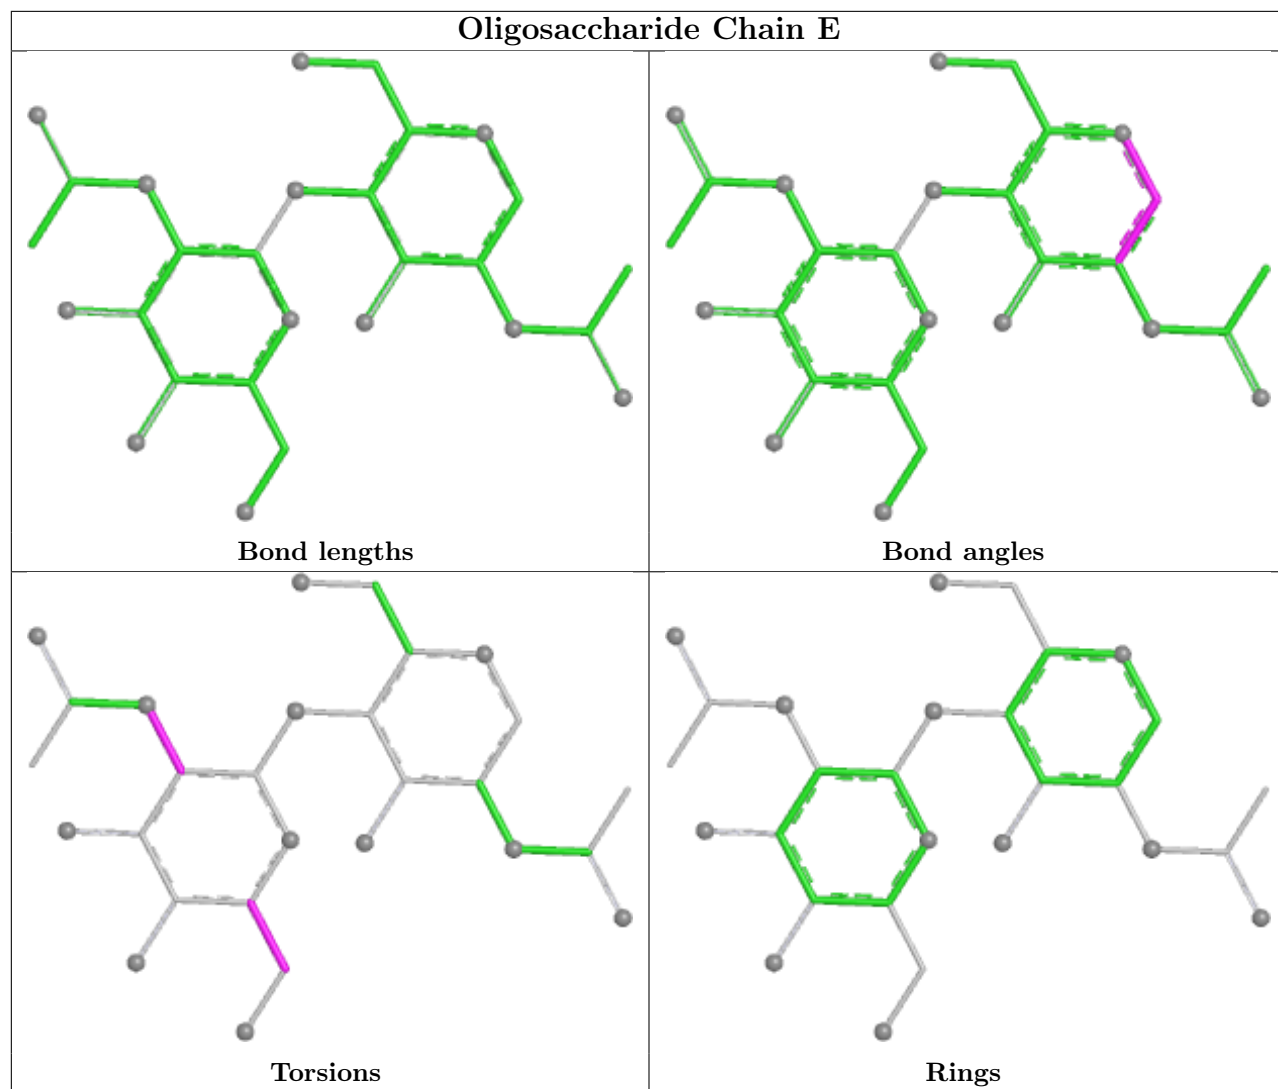 Oligosaccharide Chain E
Bond lengths
Bond angles
Torsions
Rings